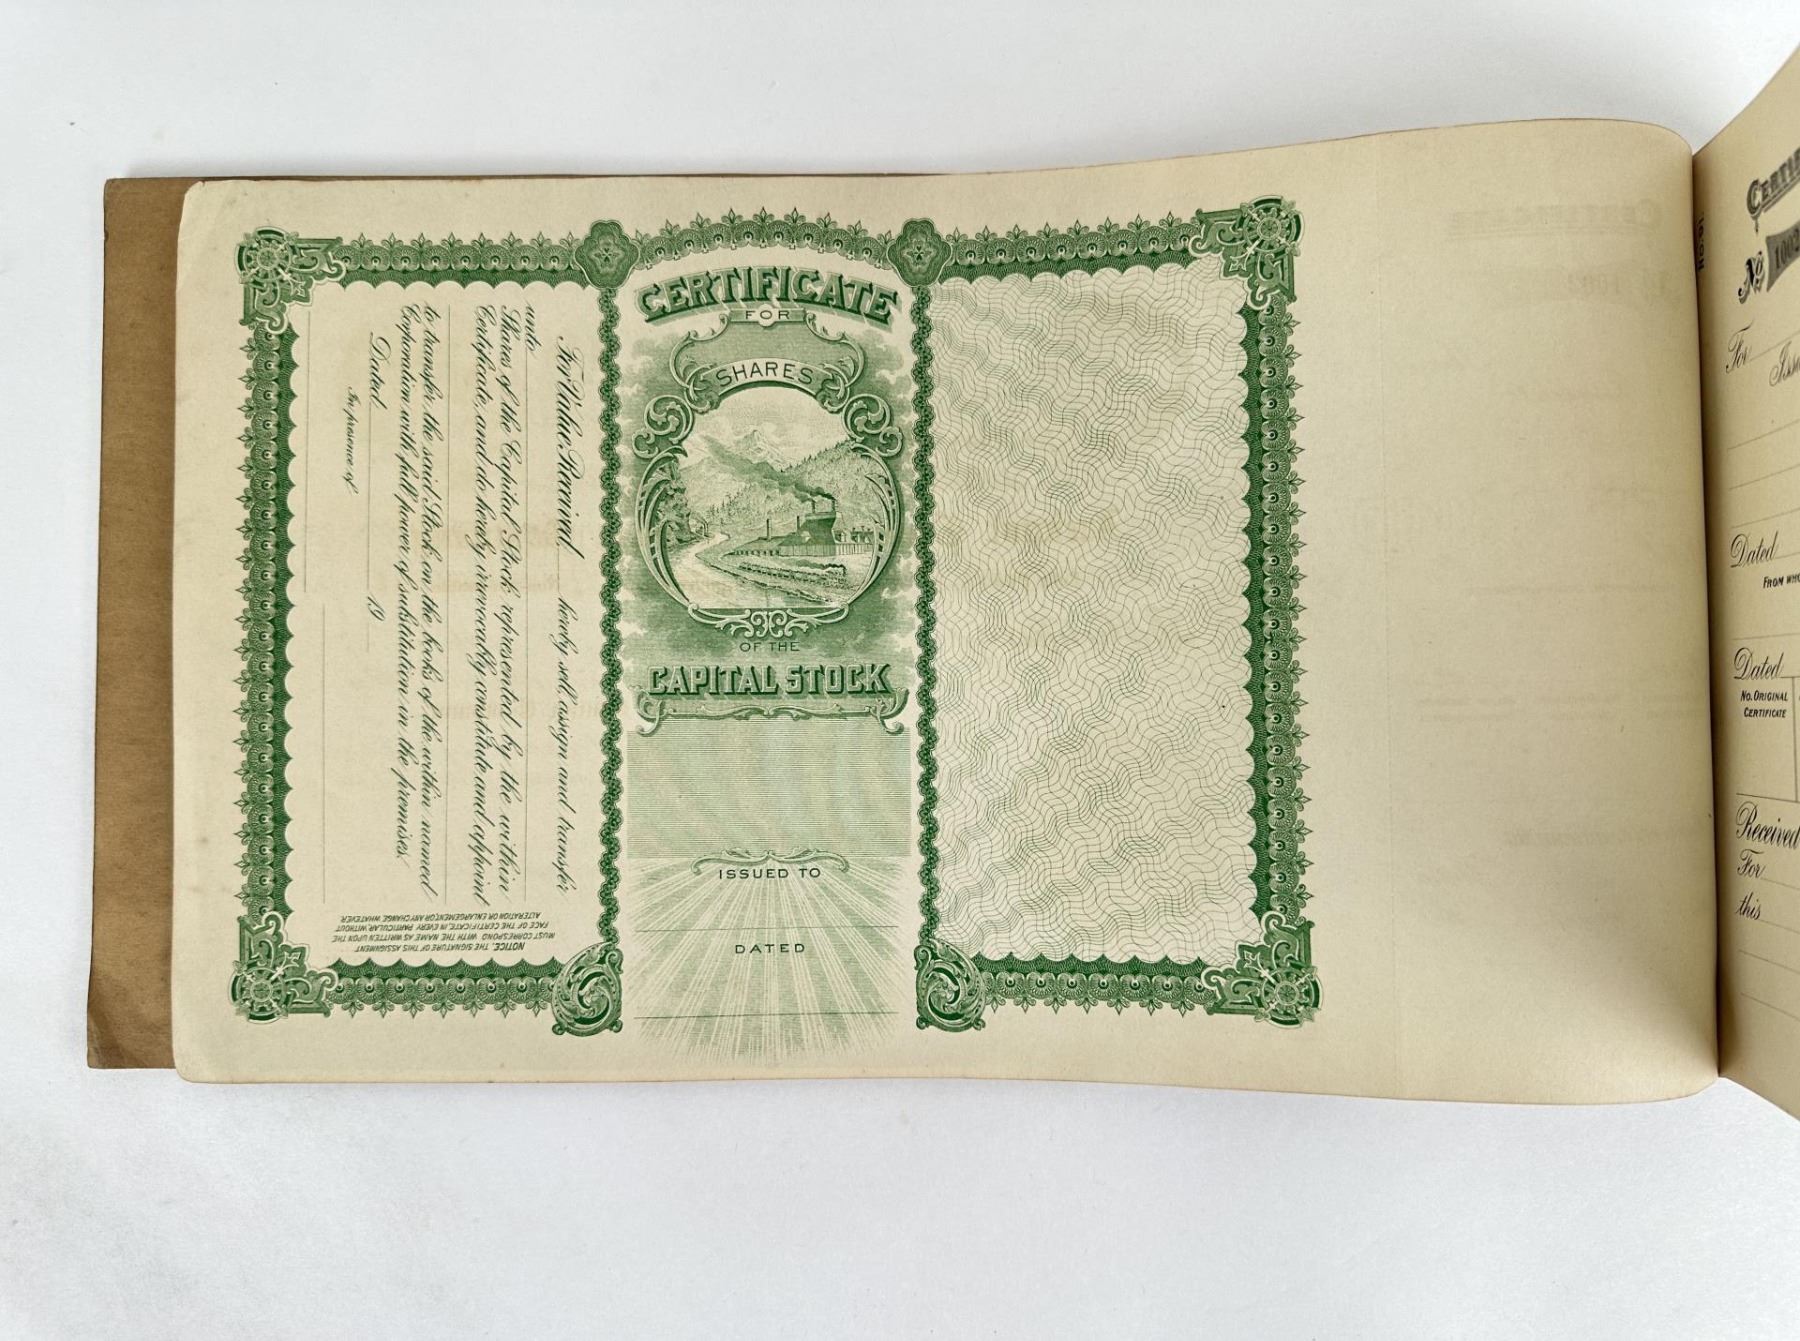 CERTIFICATE
FOR
SHARES
OF THE
CAPITAL STOCK
ISSUED TO
DATED
For Value Received, hereby sell, assign and transfer
unto
Shares of the Capital Stock represented by the within
Certificate, and do hereby irrevocably constitute and appoint
to transfer the said Stock on the books of the within named
Corporation with full power of substitution in the premises.
Dated 19
In presence of
NOTICE. THE SIGNATURE OF THIS ASSIGNMENT
MUST CORRESPOND WITH THE NAME AS WRITTEN UPON THE
FACE OF THE CERTIFICATE, IN EVERY PARTICULAR WITHOUT
ALTERATION OR ENLARGEMENT, OR ANY CHANGE WHATEVER.
No 1002
For
Dated
FROM
Dated
NO. ORIGINAL
CERTIFICATE
Received
For
this